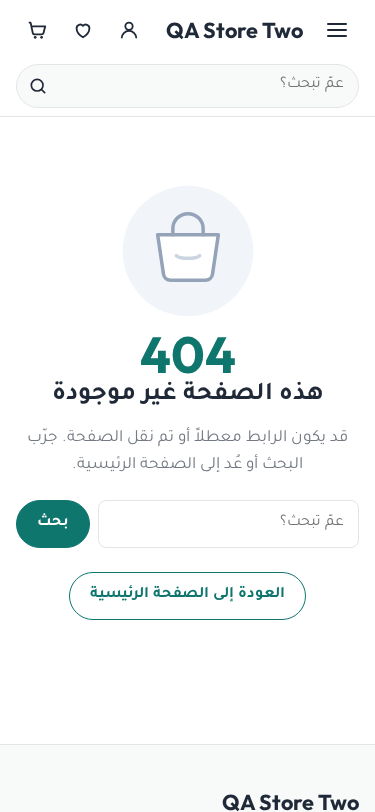 QA Store Two
عمّ تبحث؟
404
هذه الصفحة غير موجودة
قد يكون الرابط معطلاً أو تم نقل الصفحة. جرّب
البحث أو عُد إلى الصفحة الرئيسية.
عمّ تبحث؟
بحث
العودة إلى الصفحة الرئيسية
QA Store Two